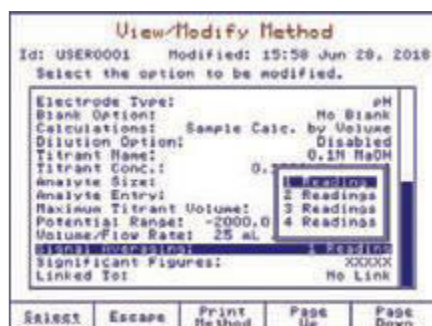 View/Modify Method
Id: USER0001 Modified: 15:58 Jun 28, 2018
Select the option to be modified.
Electrode Type: pH
Blank Option: No Blank
Calculations: Sample Calc. by Volume
Dilution Option: Disabled
Titrant Name: 0.1N NaOH
Titrant Conc.: 0.
Analyte Size:
Analyte Entry:
Maximum Titrant Volume:
Potential Range: -2000.0
Volume/Flow Rate: 25 mL
Signal Averaging: 1 Reading
Significant Figures: XXXXX
Linked To: No Link
1 Reading
2 Readings
3 Readings
4 Readings
Select Escape Print Method Page Up Page Down